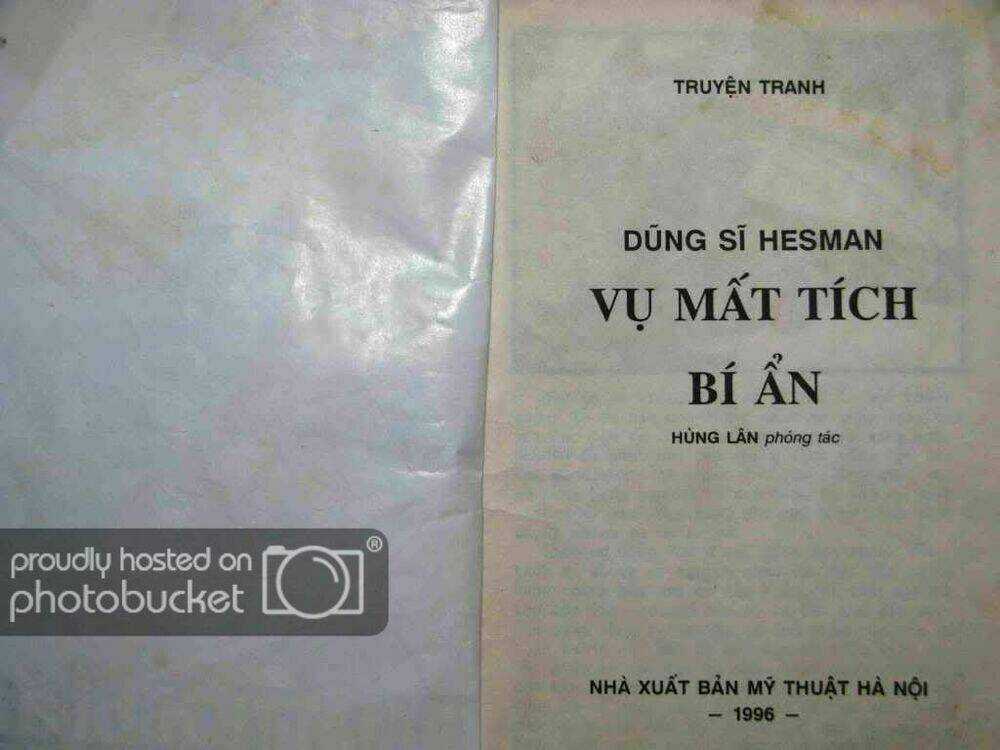 TRUYỆN TRANH
DŨNG SĨ HESMAN
VỤ MẤT TÍCH
BÍ ẨN
HÙNG LÂN phóng tác
NHÀ XUẤT BẢN MỸ THUẬT HÀ NỘI
– 1996 –
proudly hosted on
photobucket
®